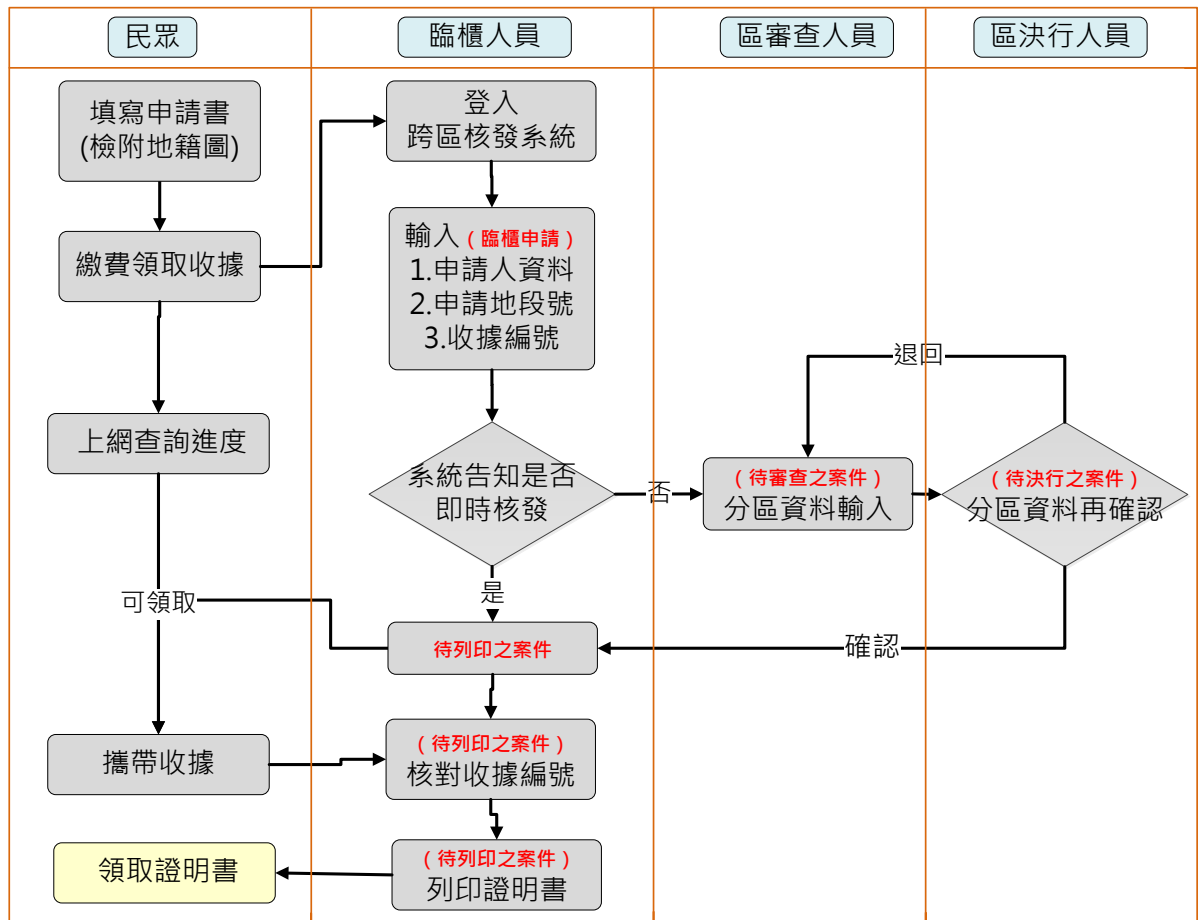 民眾
臨櫃人員
區審查人員
區決行人員
填寫申請書
(檢附地籍圖)
登入
跨區核發系統
繳費領取收據
輸入(臨櫃申請)
1.申請人資料
2.申請地段號
3.收據編號
退回
上網查詢進度
系統告知是否
即時核發
否
(待審查之案件)
分區資料輸入
(待決行之案件)
分區資料再確認
是
可領取
待列印之案件
確認
攜帶收據
(待列印之案件)
核對收據編號
領取證明書
(待列印之案件)
列印證明書